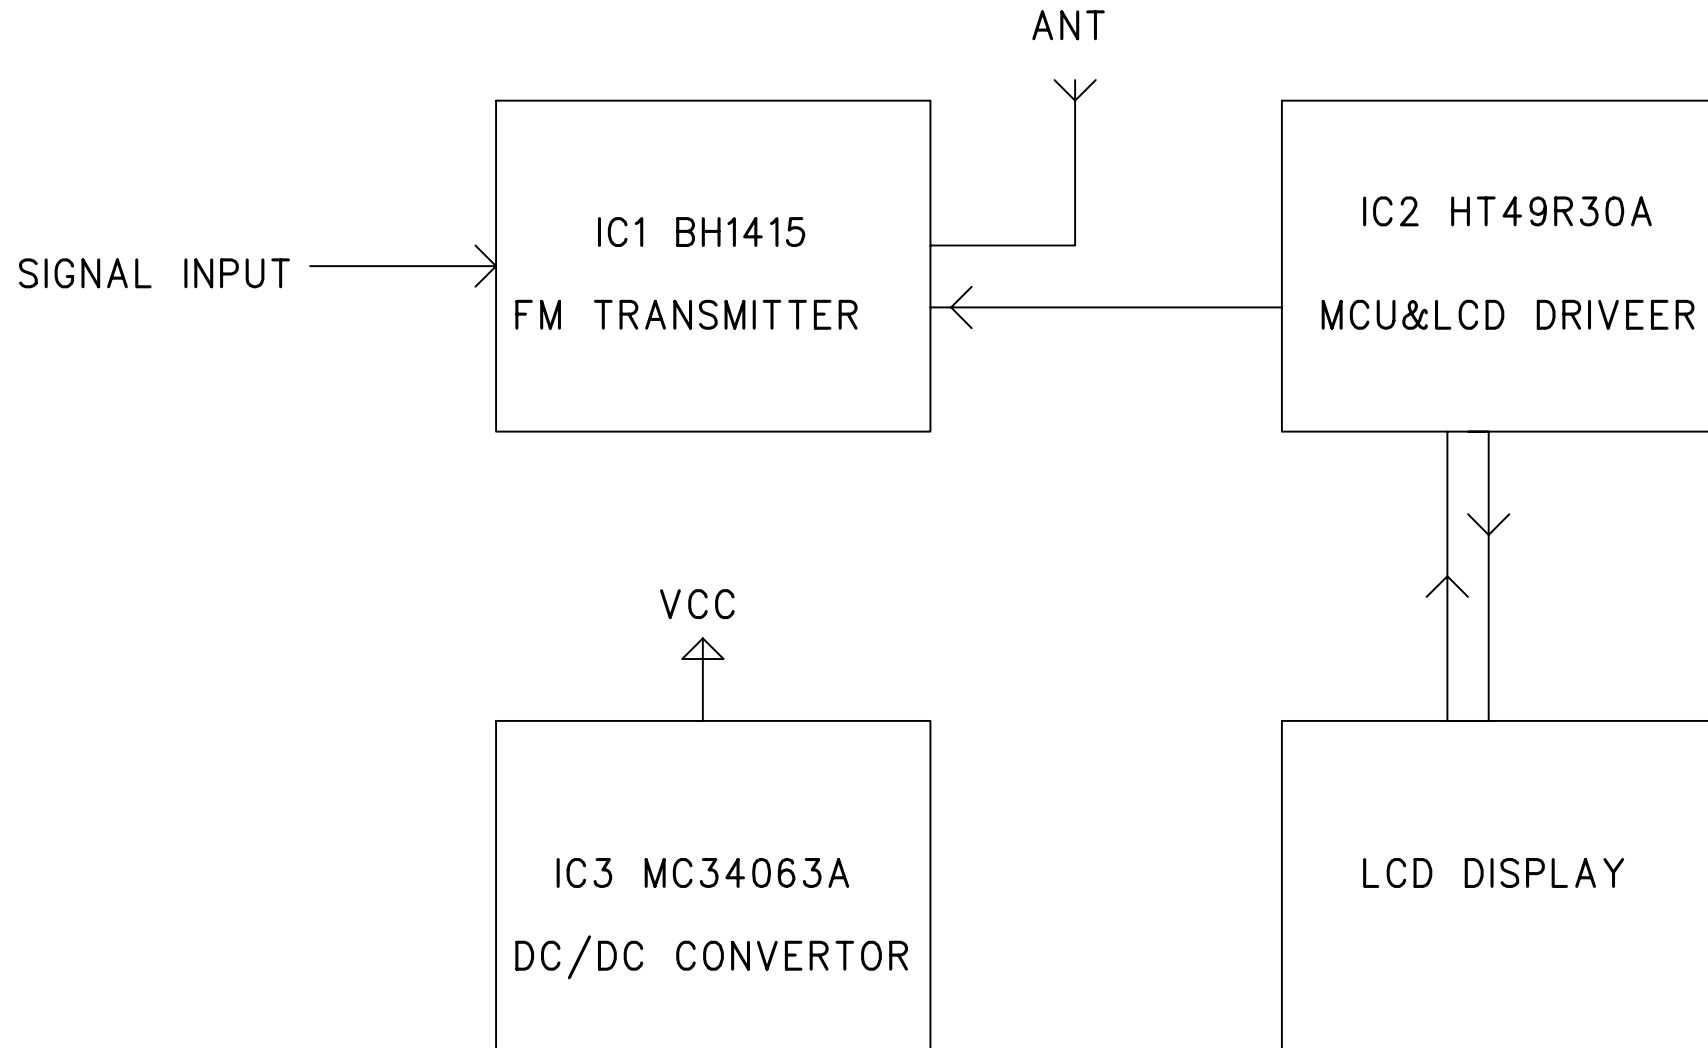 ANT
IC1 BH1415
FM TRANSMITTER
SIGNAL INPUT
IC2 HT49R30A
MCU&LCD DRIVEER
VCC
IC3 MC34063A
DC/DC CONVERTOR
LCD DISPLAY